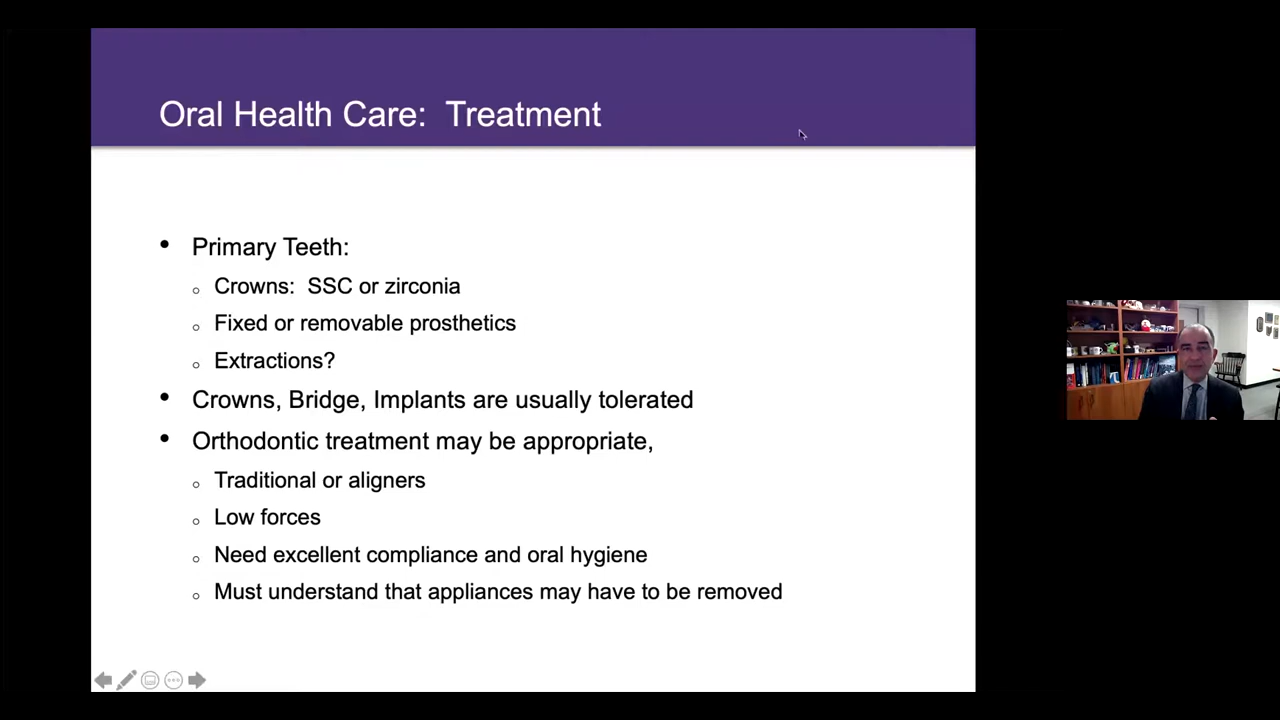 Oral Health Care: Treatment
• Primary Teeth:
○ Crowns: SSC or zirconia
○ Fixed or removable prosthetics
○ Extractions?
• Crowns, Bridge, Implants are usually tolerated
• Orthodontic treatment may be appropriate,
○ Traditional or aligners
○ Low forces
○ Need excellent compliance and oral hygiene
○ Must understand that appliances may have to be removed